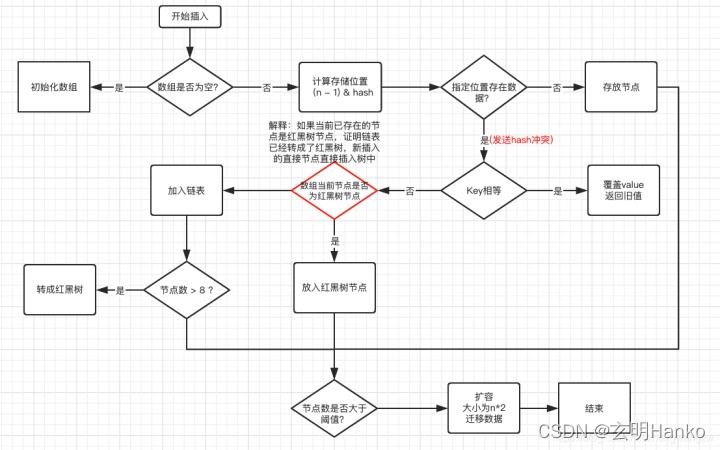 开始插入
初始化数组
是
数组是否为空?
否
计算存储位置
(n - 1) & hash
指定位置存在数
据?
否
存放节点
解释：如果当前已存在的节
点是红黑树节点，证明链表
已经转成了红黑树，新插入
的直接节点直接插入树中
是(发送hash冲突)
加入链表
数组当前节点是否
为红黑树节点
否
Key相等
是
覆盖value
返回旧值
是
转成红黑树
是
节点数 > 8 ?
放入红黑树节点
节点数是否大于
阈值?
扩容
大小为n*2
迁移数据
结束
CSDN @玄明Hanko